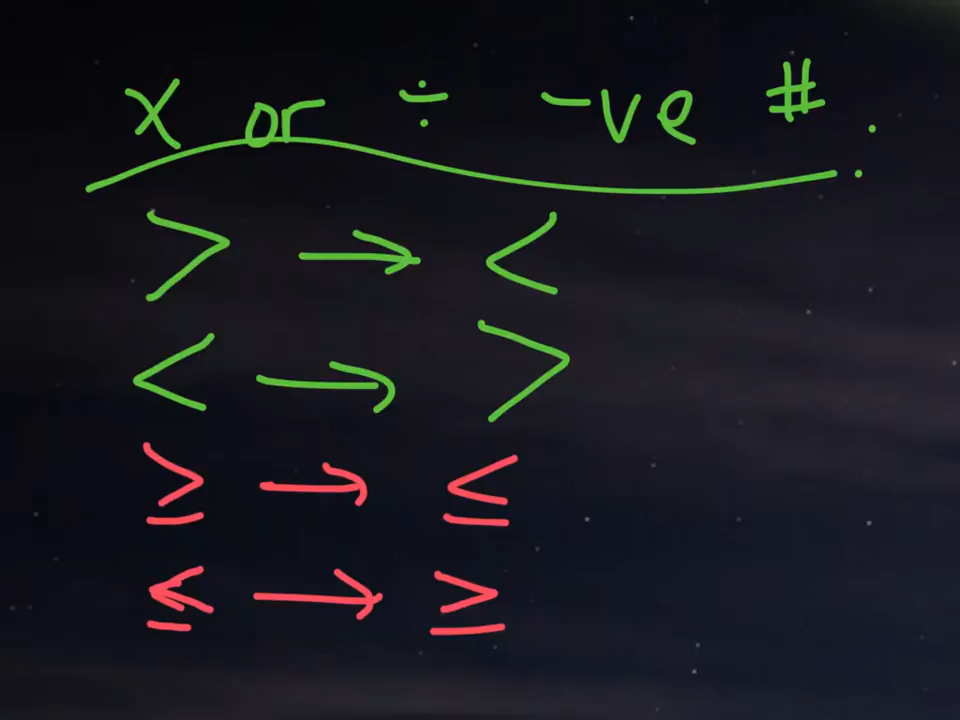 x or ÷ -ve #.
> → <
< → >
≥ → ≤
≤ → ≥